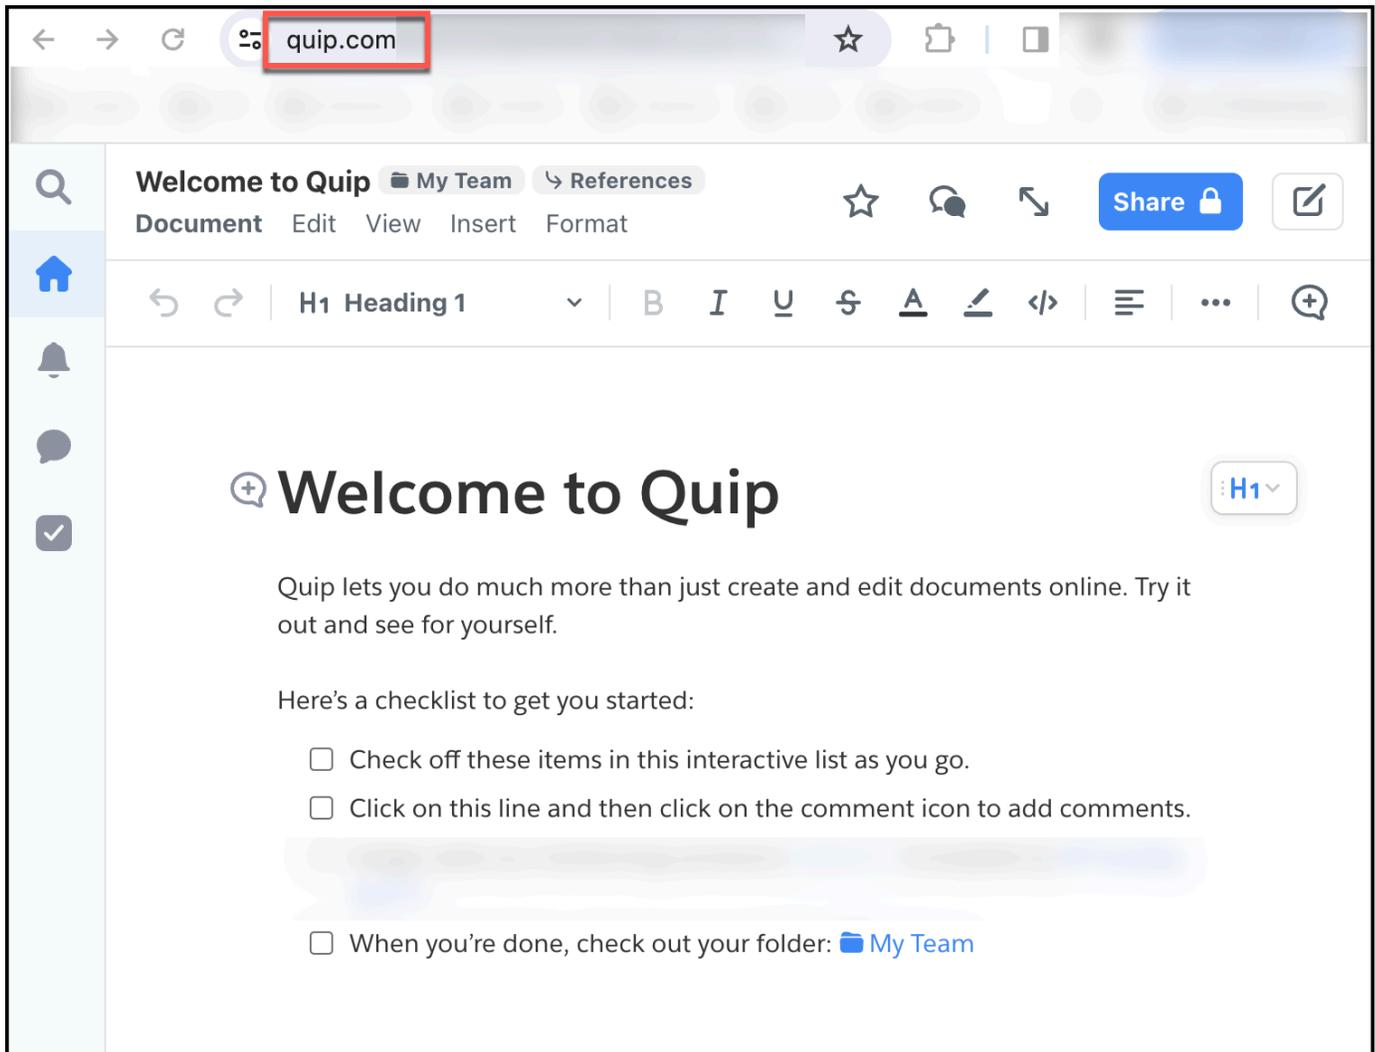 quip.com
Welcome to Quip My Team References
Document Edit View Insert Format
Share
H1 Heading 1 B I U S A </>
Welcome to Quip H1
Quip lets you do much more than just create and edit documents online. Try it
out and see for yourself.
Here’s a checklist to get you started:
Check off these items in this interactive list as you go.
Click on this line and then click on the comment icon to add comments.
When you’re done, check out your folder: My Team